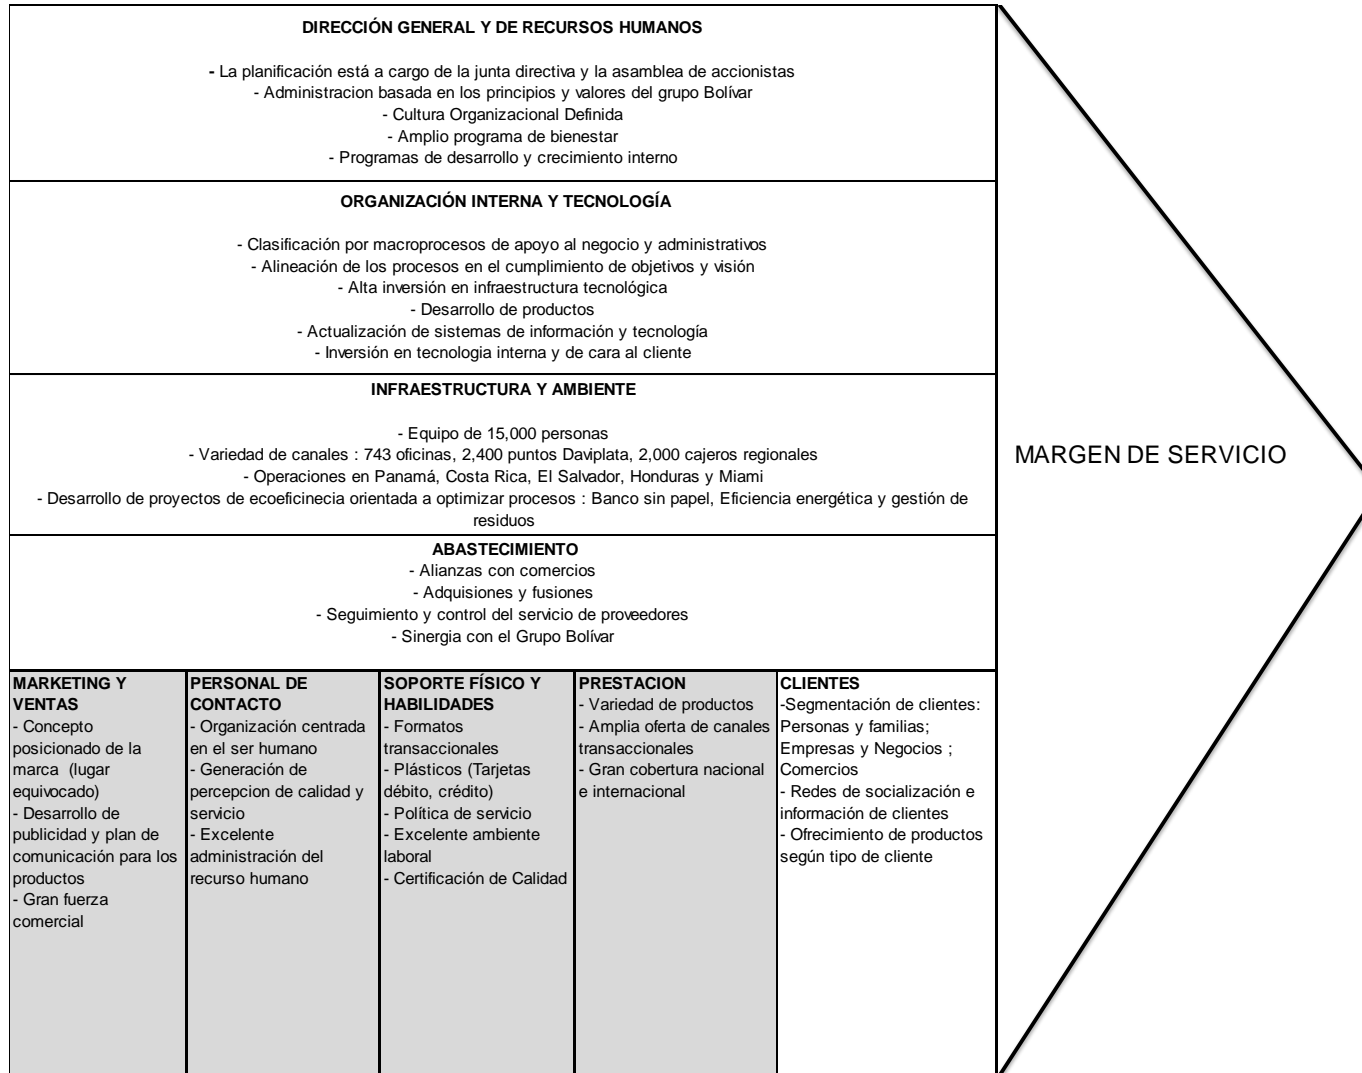 DIRECCIÓN GENERAL Y DE RECURSOS HUMANOS
- La planificación está a cargo de la junta directiva y la asamblea de accionistas
- Administracion basada en los principios y valores del grupo Bolívar
- Cultura Organizacional Definida
- Amplio programa de bienestar
- Programas de desarrollo y crecimiento interno
ORGANIZACIÓN INTERNA Y TECNOLOGÍA
- Clasificación por macroprocesos de apoyo al negocio y administrativos
- Alineación de los procesos en el cumplimiento de objetivos y visión
- Alta inversión en infraestructura tecnológica
- Desarrollo de productos
- Actualización de sistemas de información y tecnología
- Inversión en tecnologia interna y de cara al cliente
INFRAESTRUCTURA Y AMBIENTE
- Equipo de 15,000 personas
- Variedad de canales : 743 oficinas, 2,400 puntos Daviplata, 2,000 cajeros regionales
- Operaciones en Panamá, Costa Rica, El Salvador, Honduras y Miami
- Desarrollo de proyectos de ecoeficinecia orientada a optimizar procesos : Banco sin papel, Eficiencia energética y gestión de
residuos
ABASTECIMIENTO
- Alianzas con comercios
- Adquisiones y fusiones
- Seguimiento y control del servicio de proveedores
- Sinergia con el Grupo Bolívar
MARGEN DE SERVICIO
MARKETING Y
VENTAS
- Concepto
posicionado de la
marca (lugar
equivocado)
- Desarrollo de
publicidad y plan de
comunicación para los
productos
- Gran fuerza
comercial
PERSONAL DE
CONTACTO
- Organización centrada
en el ser humano
- Generación de
percepcion de calidad y
servicio
- Excelente
administración del
recurso humano
SOPORTE FÍSICO Y
HABILIDADES
- Formatos
transaccionales
- Plásticos (Tarjetas
débito, crédito)
- Política de servicio
- Excelente ambiente
laboral
- Certificación de Calidad
PRESTACION
- Variedad de productos
- Amplia oferta de canales
transaccionales
- Gran cobertura nacional
e internacional
CLIENTES
-Segmentación de clientes:
Personas y familias;
Empresas y Negocios ;
Comercios
- Redes de socialización e
información de clientes
- Ofrecimiento de productos
según tipo de cliente